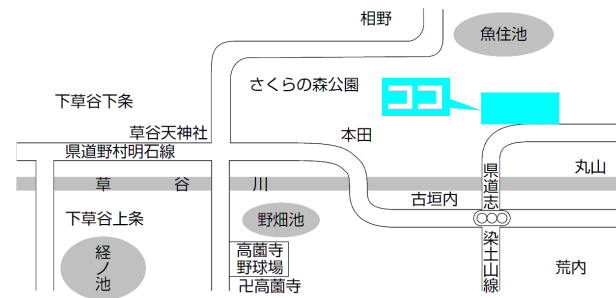 相野
魚住池
さくらの森公園
ココ
下草谷下条
草谷天神社
本田
県道野村明石線
丸山
草谷川
県道志染土山線
下草谷上条
野畑池
古垣内
経ノ池
高薗寺
野球場
卍高薗寺
荒内